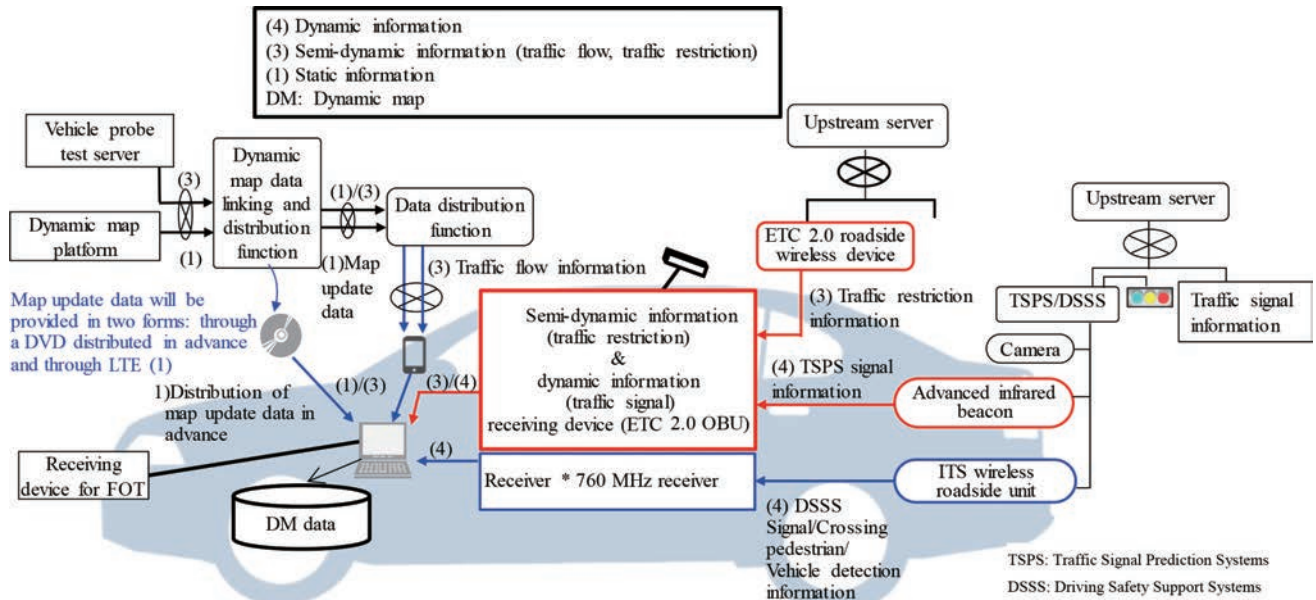 (4) Dynamic information
(3) Semi-dynamic information (traffic flow, traffic restriction)
(1) Static information
DM: Dynamic map
Vehicle probe
test server
(3)
Dynamic map
platform
(1)
Dynamic
map data
linking and
distribution
function
(1)/(3)
Data distribution
function
(1)Map
update
data
(3) Traffic flow information
Map update data will be
provided in two forms: through
a DVD distributed in advance
and through LTE (1)
1)Distribution of
map update data in
advance
(1)/(3)
(3)/(4)
(4)
Receiving
device for FOT
DM data
Semi-dynamic information
(traffic restriction)
&
dynamic information
(traffic signal)
receiving device (ETC 2.0 OBU)
Receiver * 760 MHz receiver
Upstream server
ETC 2.0 roadside
wireless device
(3) Traffic restriction
information
(4) TSPS signal
information
Upstream server
TSPS/DSSS
Traffic signal
information
Camera
Advanced infrared
beacon
ITS wireless
roadside unit
(4) DSSS
Signal/Crossing
pedestrian/
Vehicle detection
information
TSPS: Traffic Signal Prediction Systems
DSSS: Driving Safety Support Systems